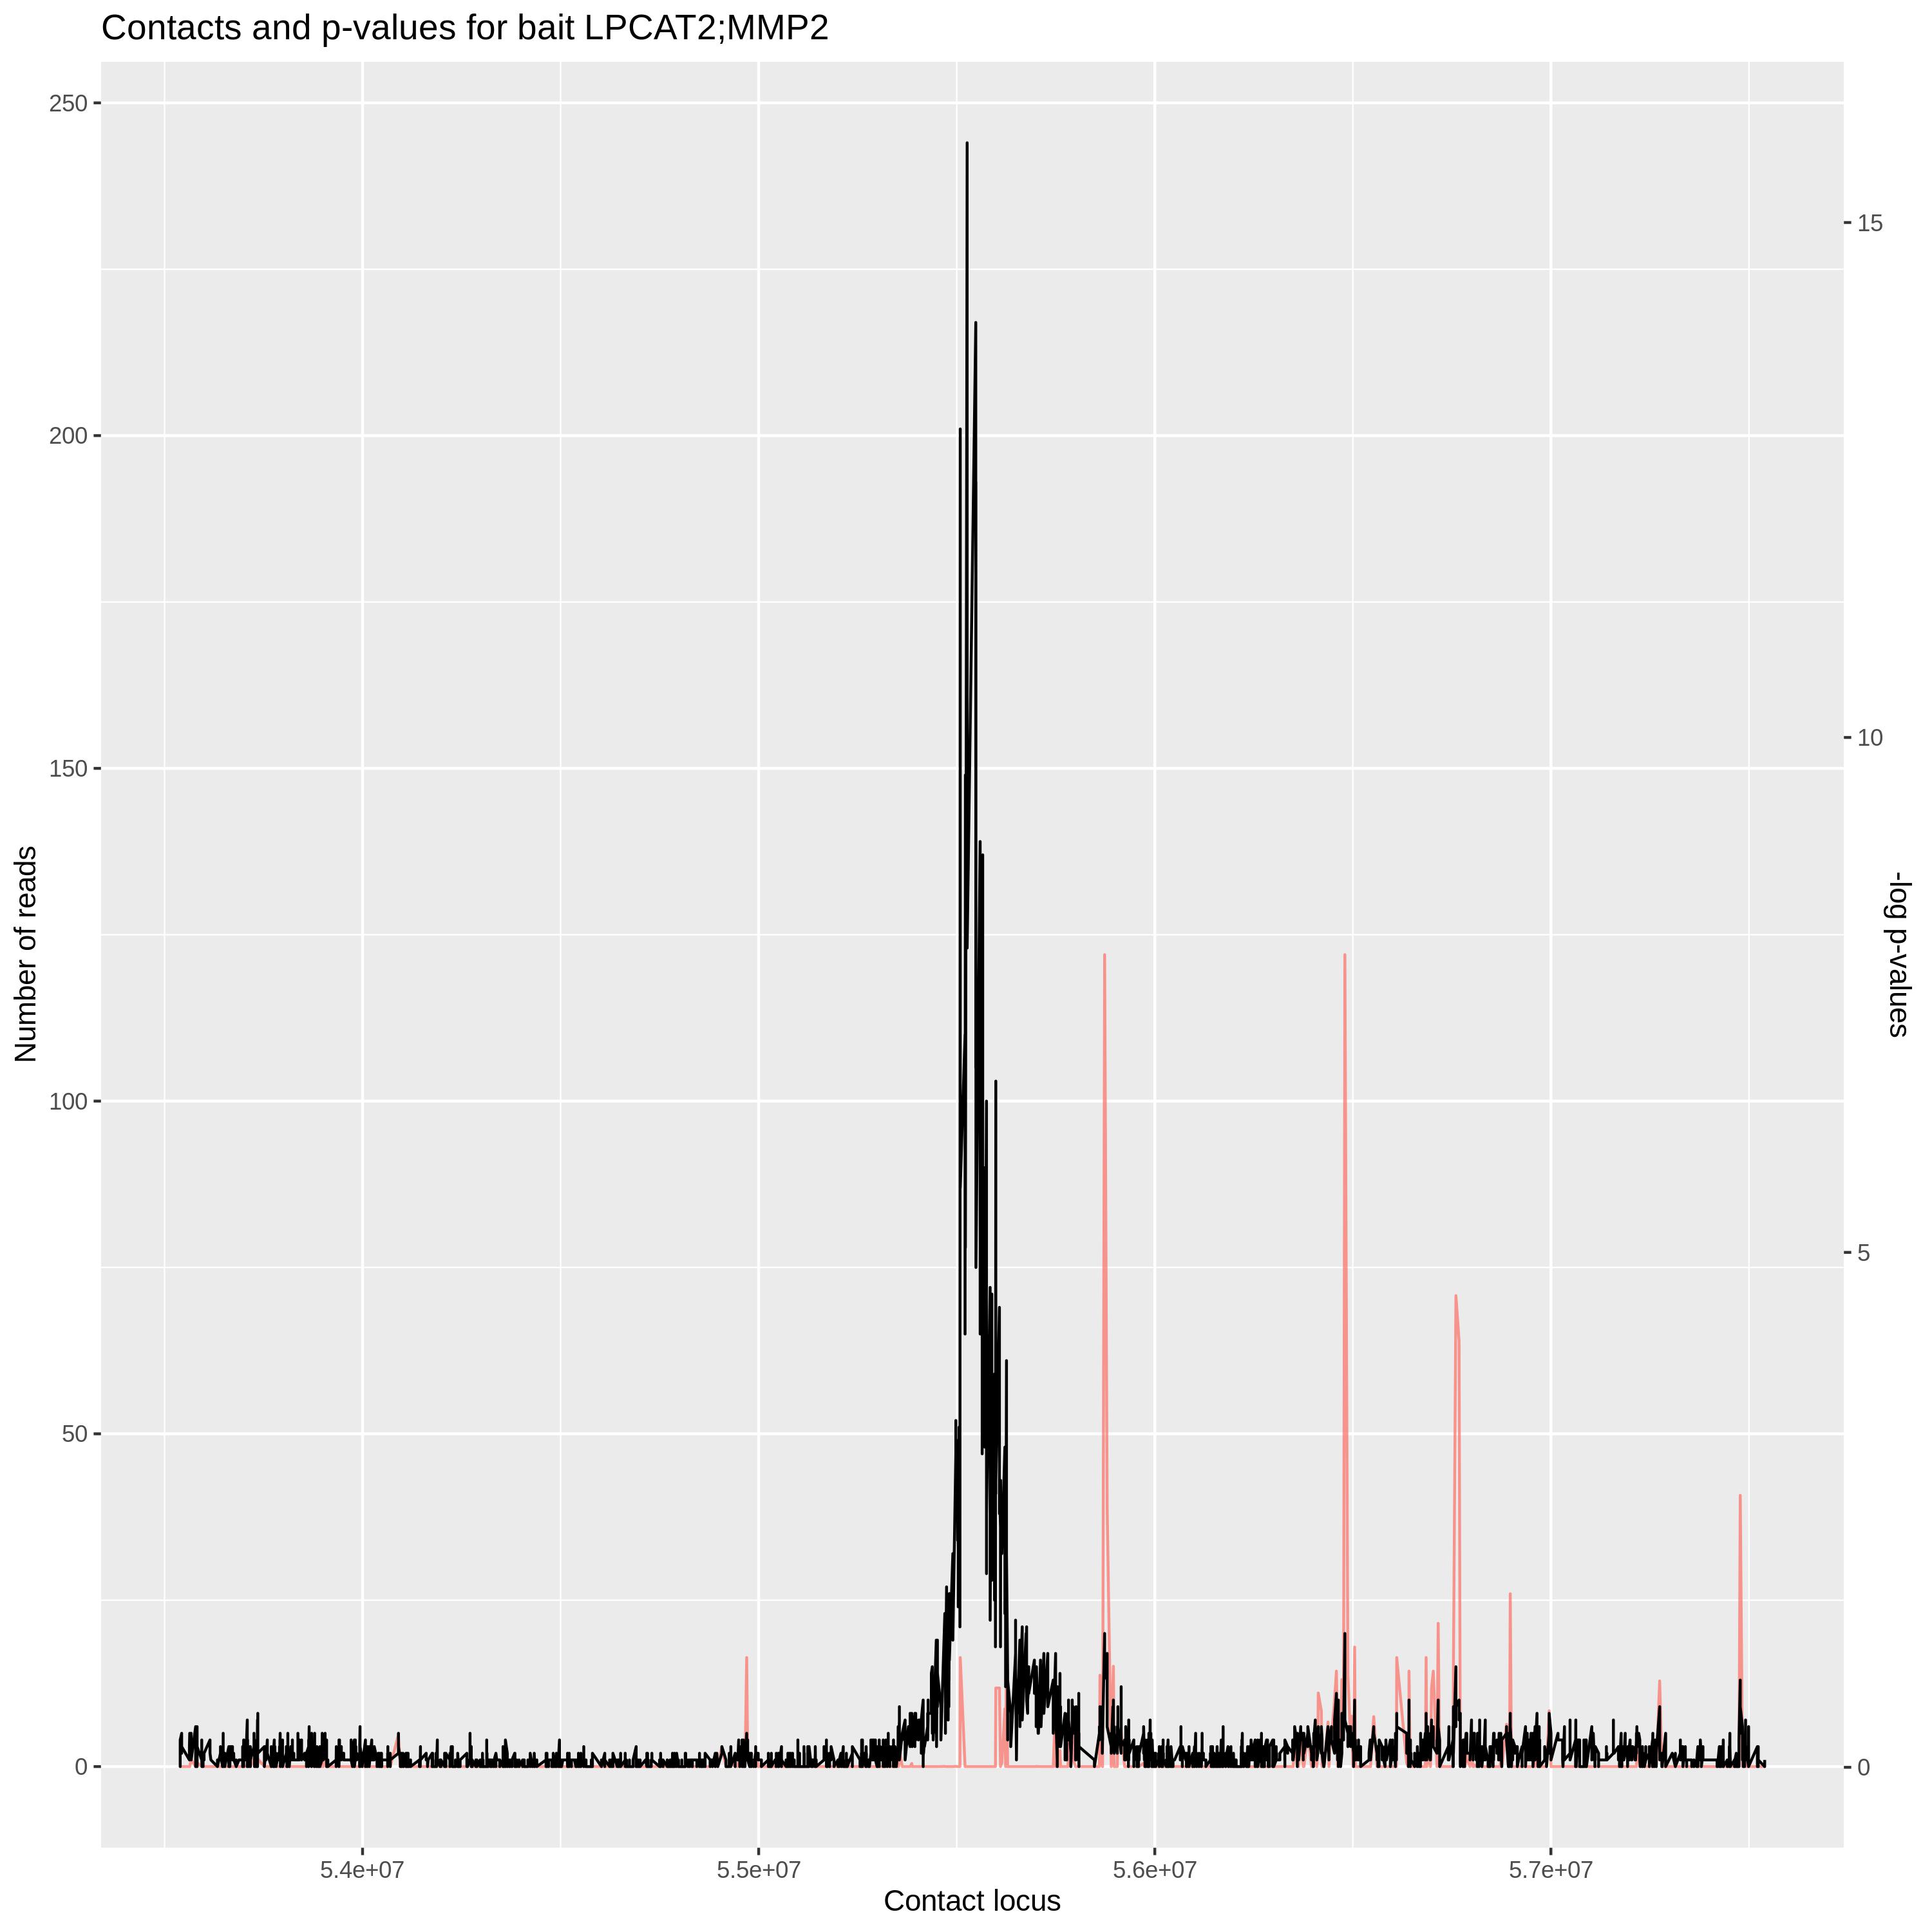 Contacts and p-values for bait LPCAT2;MMP2
250
200
150
100
50
0
Number of reads
15
10
5
0
-log p-values
5.4e+07
5.5e+07
5.6e+07
5.7e+07
Contact locus